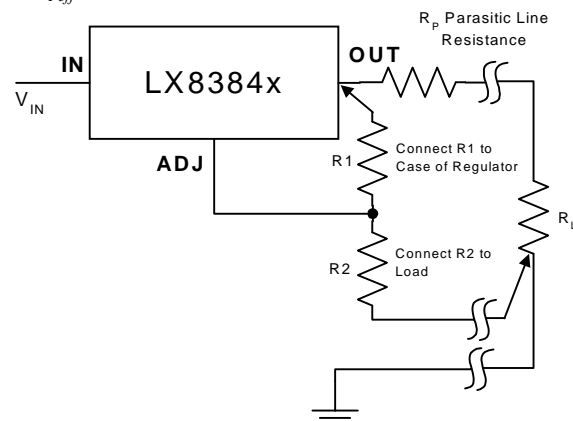 R_P Parasitic Line
Resistance
OUT
IN
LX8384x
V_IN
ADJ
R1
Connect R1 to
Case of Regulator
R_L
R2
Connect R2 to
Load